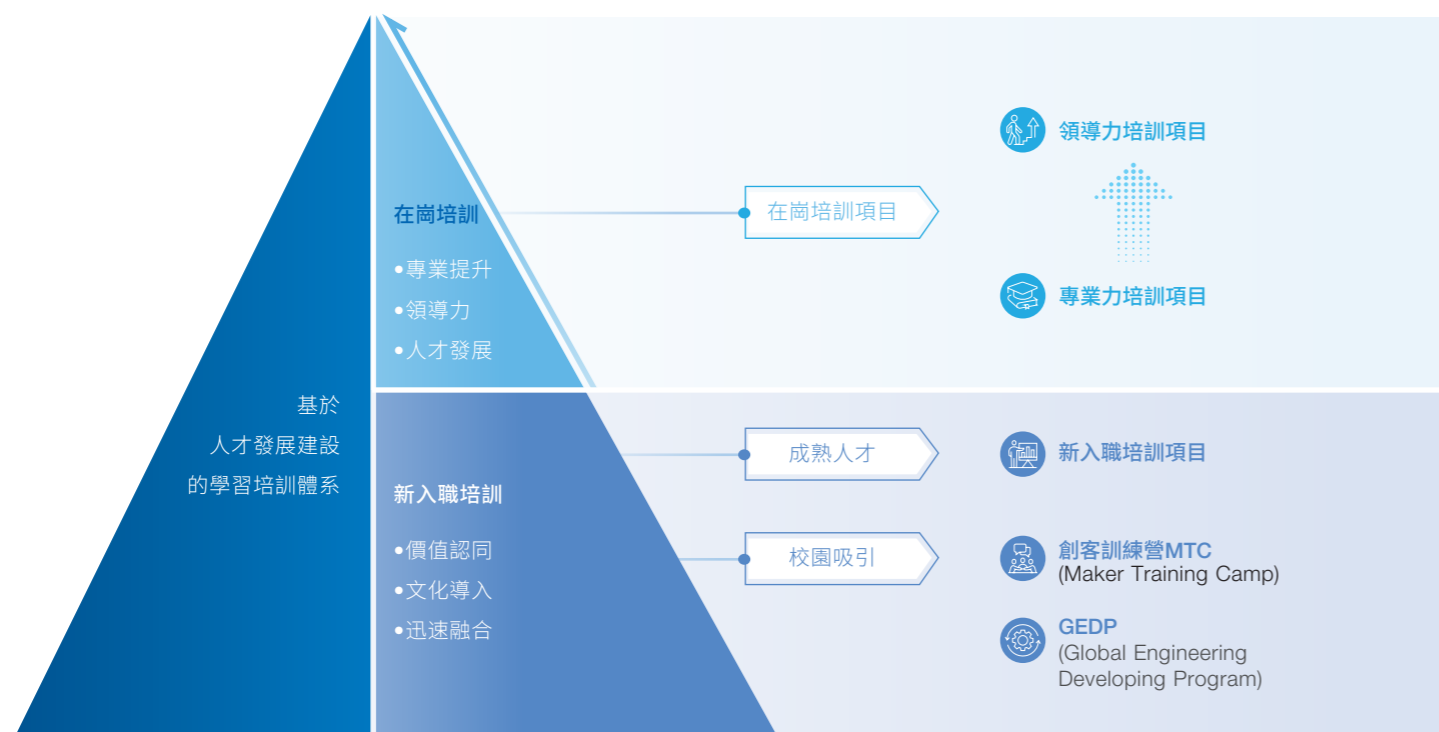 基於
人才發展建設
的學習培訓體系
在崗培訓
•專業提升
•領導力
•人才發展
在崗培訓項目
領導力培訓項目
專業力培訓項目
新入職培訓
•價值認同
•文化導入
•迅速融合
成熟人才
新入職培訓項目
校園吸引
創客訓練營MTC
(Maker Training Camp)
GEDP
(Global Engineering
Developing Program)